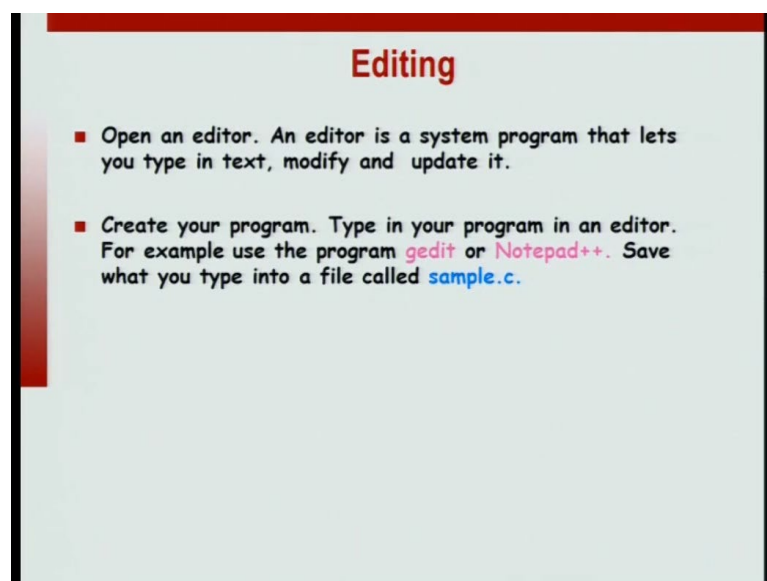 Editing
Open an editor. An editor is a system program that lets
you type in text, modify and update it.
Create your program. Type in your program in an editor.
For example use the program gedit or Notepad++. Save
what you type into a file called sample.c.